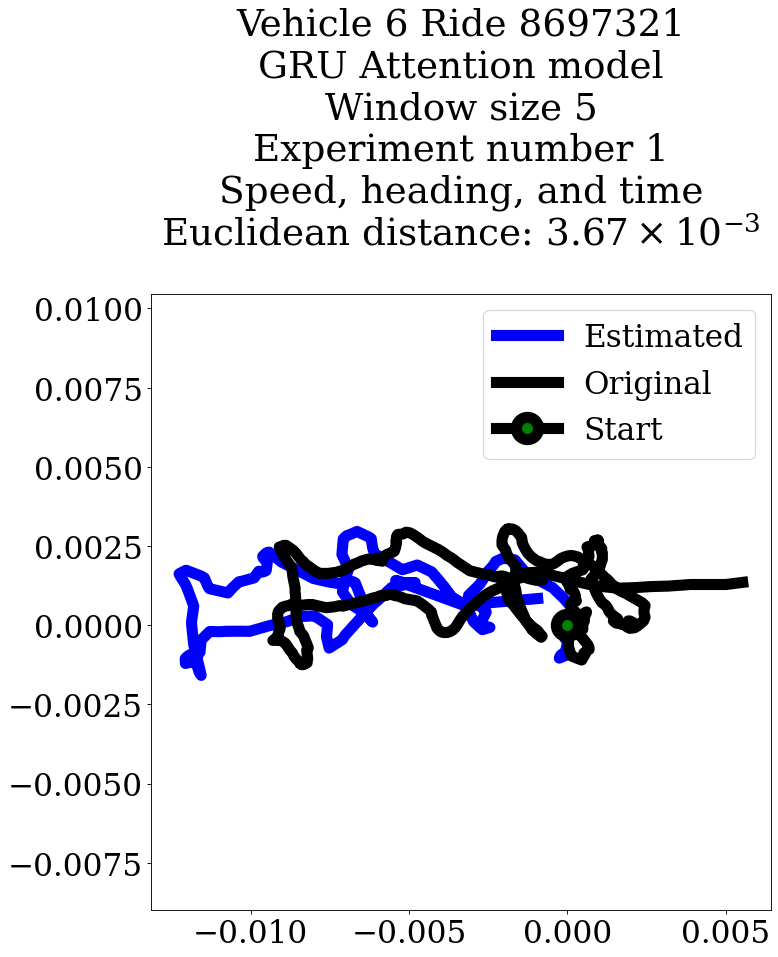 Vehicle 6 Ride 8697321
GRU Attention model
Window size 5
Experiment number 1
Speed, heading, and time
Euclidean distance: 3.67 × 10⁻³
0.0100
0.0075
0.0050
0.0025
0.0000
−0.0025
−0.0050
−0.0075
Estimated
Original
Start
−0.010
−0.005
0.000
0.005